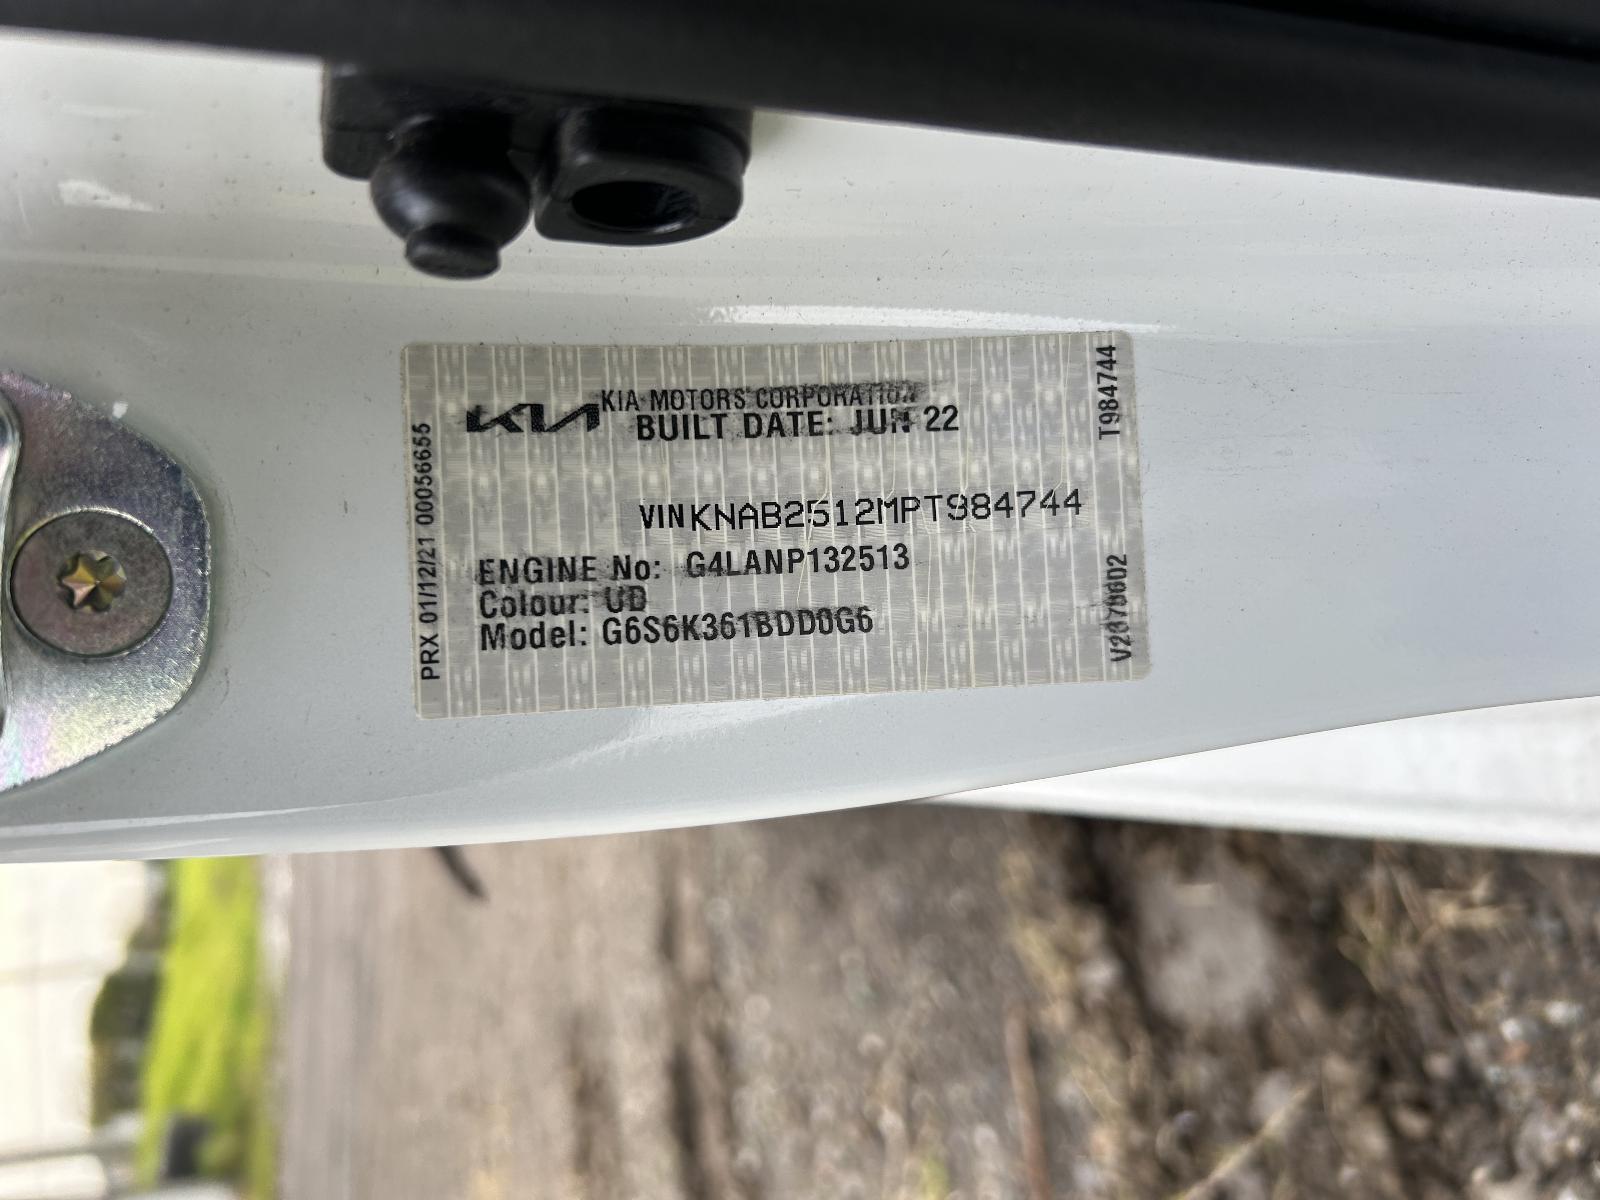 KIA
KIA MOTORS CORPORATION
BUILT DATE: JUN 22
VINKNAB2512MPT984744
ENGINE No: G4LANP132513
Colour: UD
Model: G6S6K361BDD0G6
PRX 01/12/21 00056655
T984744